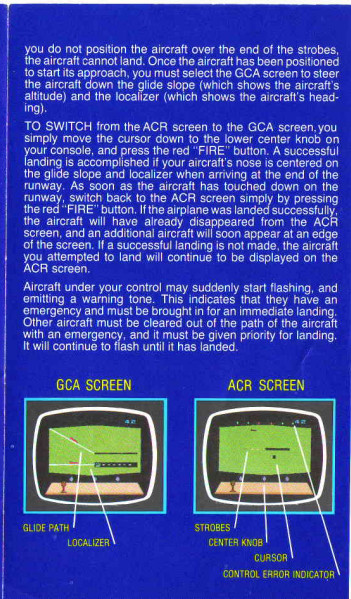 you do not position the aircraft over the end of the strobes,
the aircraft cannot land. Once the aircraft has been positioned
to start its approach, you must select the GCA screen to steer
the aircraft down the glide slope (which shows the aircraft's
altitude) and the localizer (which shows the aircraft's head-
ing).
TO SWITCH from the ACR screen to the GCA screen, you
simply move the cursor down to the lower center knob on
your console, and press the red "FIRE" button. A successful
landing is accomplished if your aircraft's nose is centered on
the glide slope and localizer when arriving at the end of the
runway. As soon as the aircraft has touched down on the
runway, switch back to the ACR screen simply by pressing
the red "FIRE" button. If the airplane was landed successfully,
the aircraft will have already disappeared from the ACR
screen, and an additional aircraft will soon appear at an edge
of the screen. If a successful landing is not made, the aircraft
you attempted to land will continue to be displayed on the
ACR screen.
Aircraft under your control may suddenly start flashing, and
emitting a warning tone. This indicates that they have an
emergency and must be brought in for an immediate landing.
Other aircraft must be cleared out of the path of the aircraft
with an emergency, and it must be given priority for landing.
It will continue to flash until it has landed.
GCA SCREEN
ACR SCREEN
42
42
GLIDE PATH
LOCALIZER
STROBES
CENTER KNOB
CURSOR
CONTROL ERROR INDICATOR